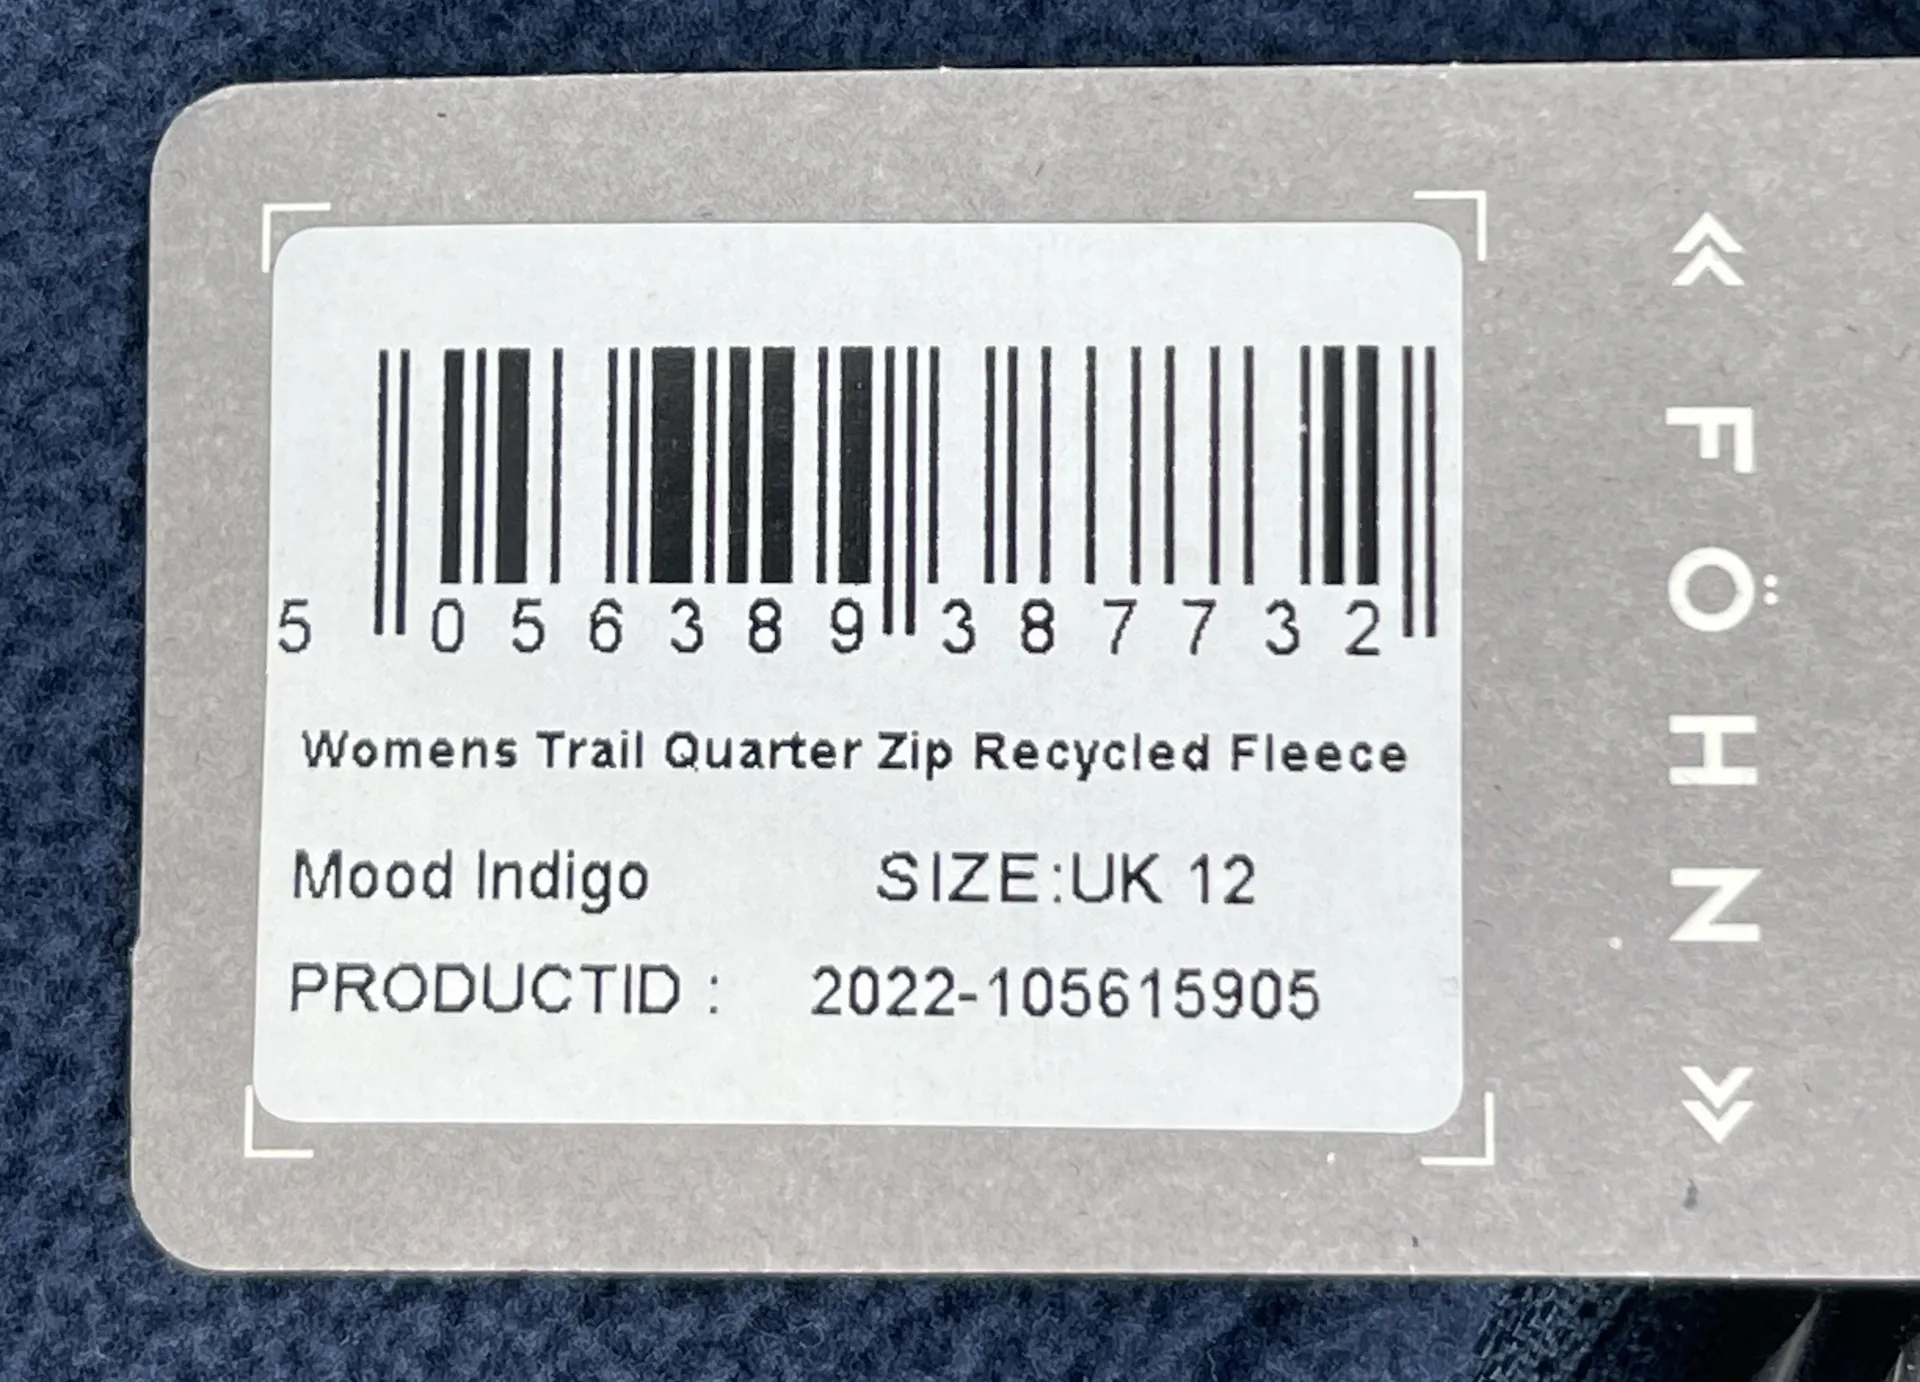 5 056389 387732
Womens Trail Quarter Zip Recycled Fleece
Mood Indigo SIZE:UK 12
PRODUCTID : 2022-105615905
FÖHN